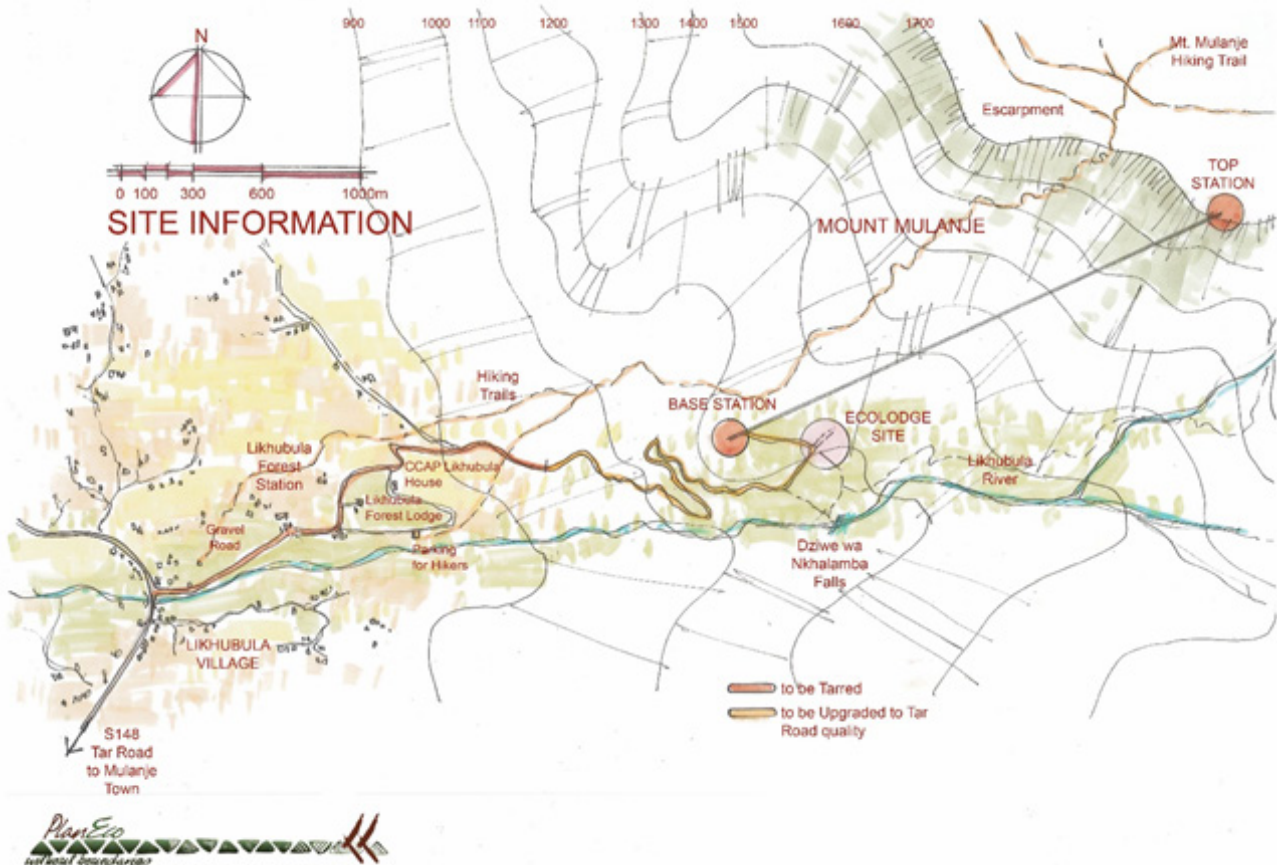 900
1000
1100
1200
1300
1400
1500
1600
1700
N
0
100
300
600
1000m
SITE INFORMATION
Mt. Mulanje
Hiking Trail
Escarpment
TOP
STATION
MOUNT MULANJE
Hiking
Trails
BASE STATION
ECOLODGE
SITE
Likhubula
Forest
Station
CCAP Likhubula
House
Likhubula
Forest Lodge
Likhubula
River
Gravel
Road
Parking
for Hikers
Dziwe wa
Nkhalamba
Falls
LIKHUBULA
VILLAGE
to be Tarred
to be Upgraded to Tar
Road quality
S148
Tar Road
to Mulanje
Town
PlanEco
without boundaries